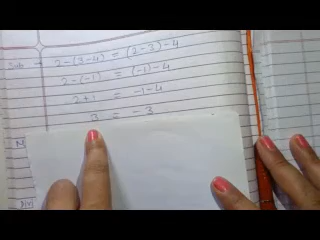 2-(3-4) = (2-3)-4
2-(-1) = (-1)-4
2+1 = -1-4
3 = -3